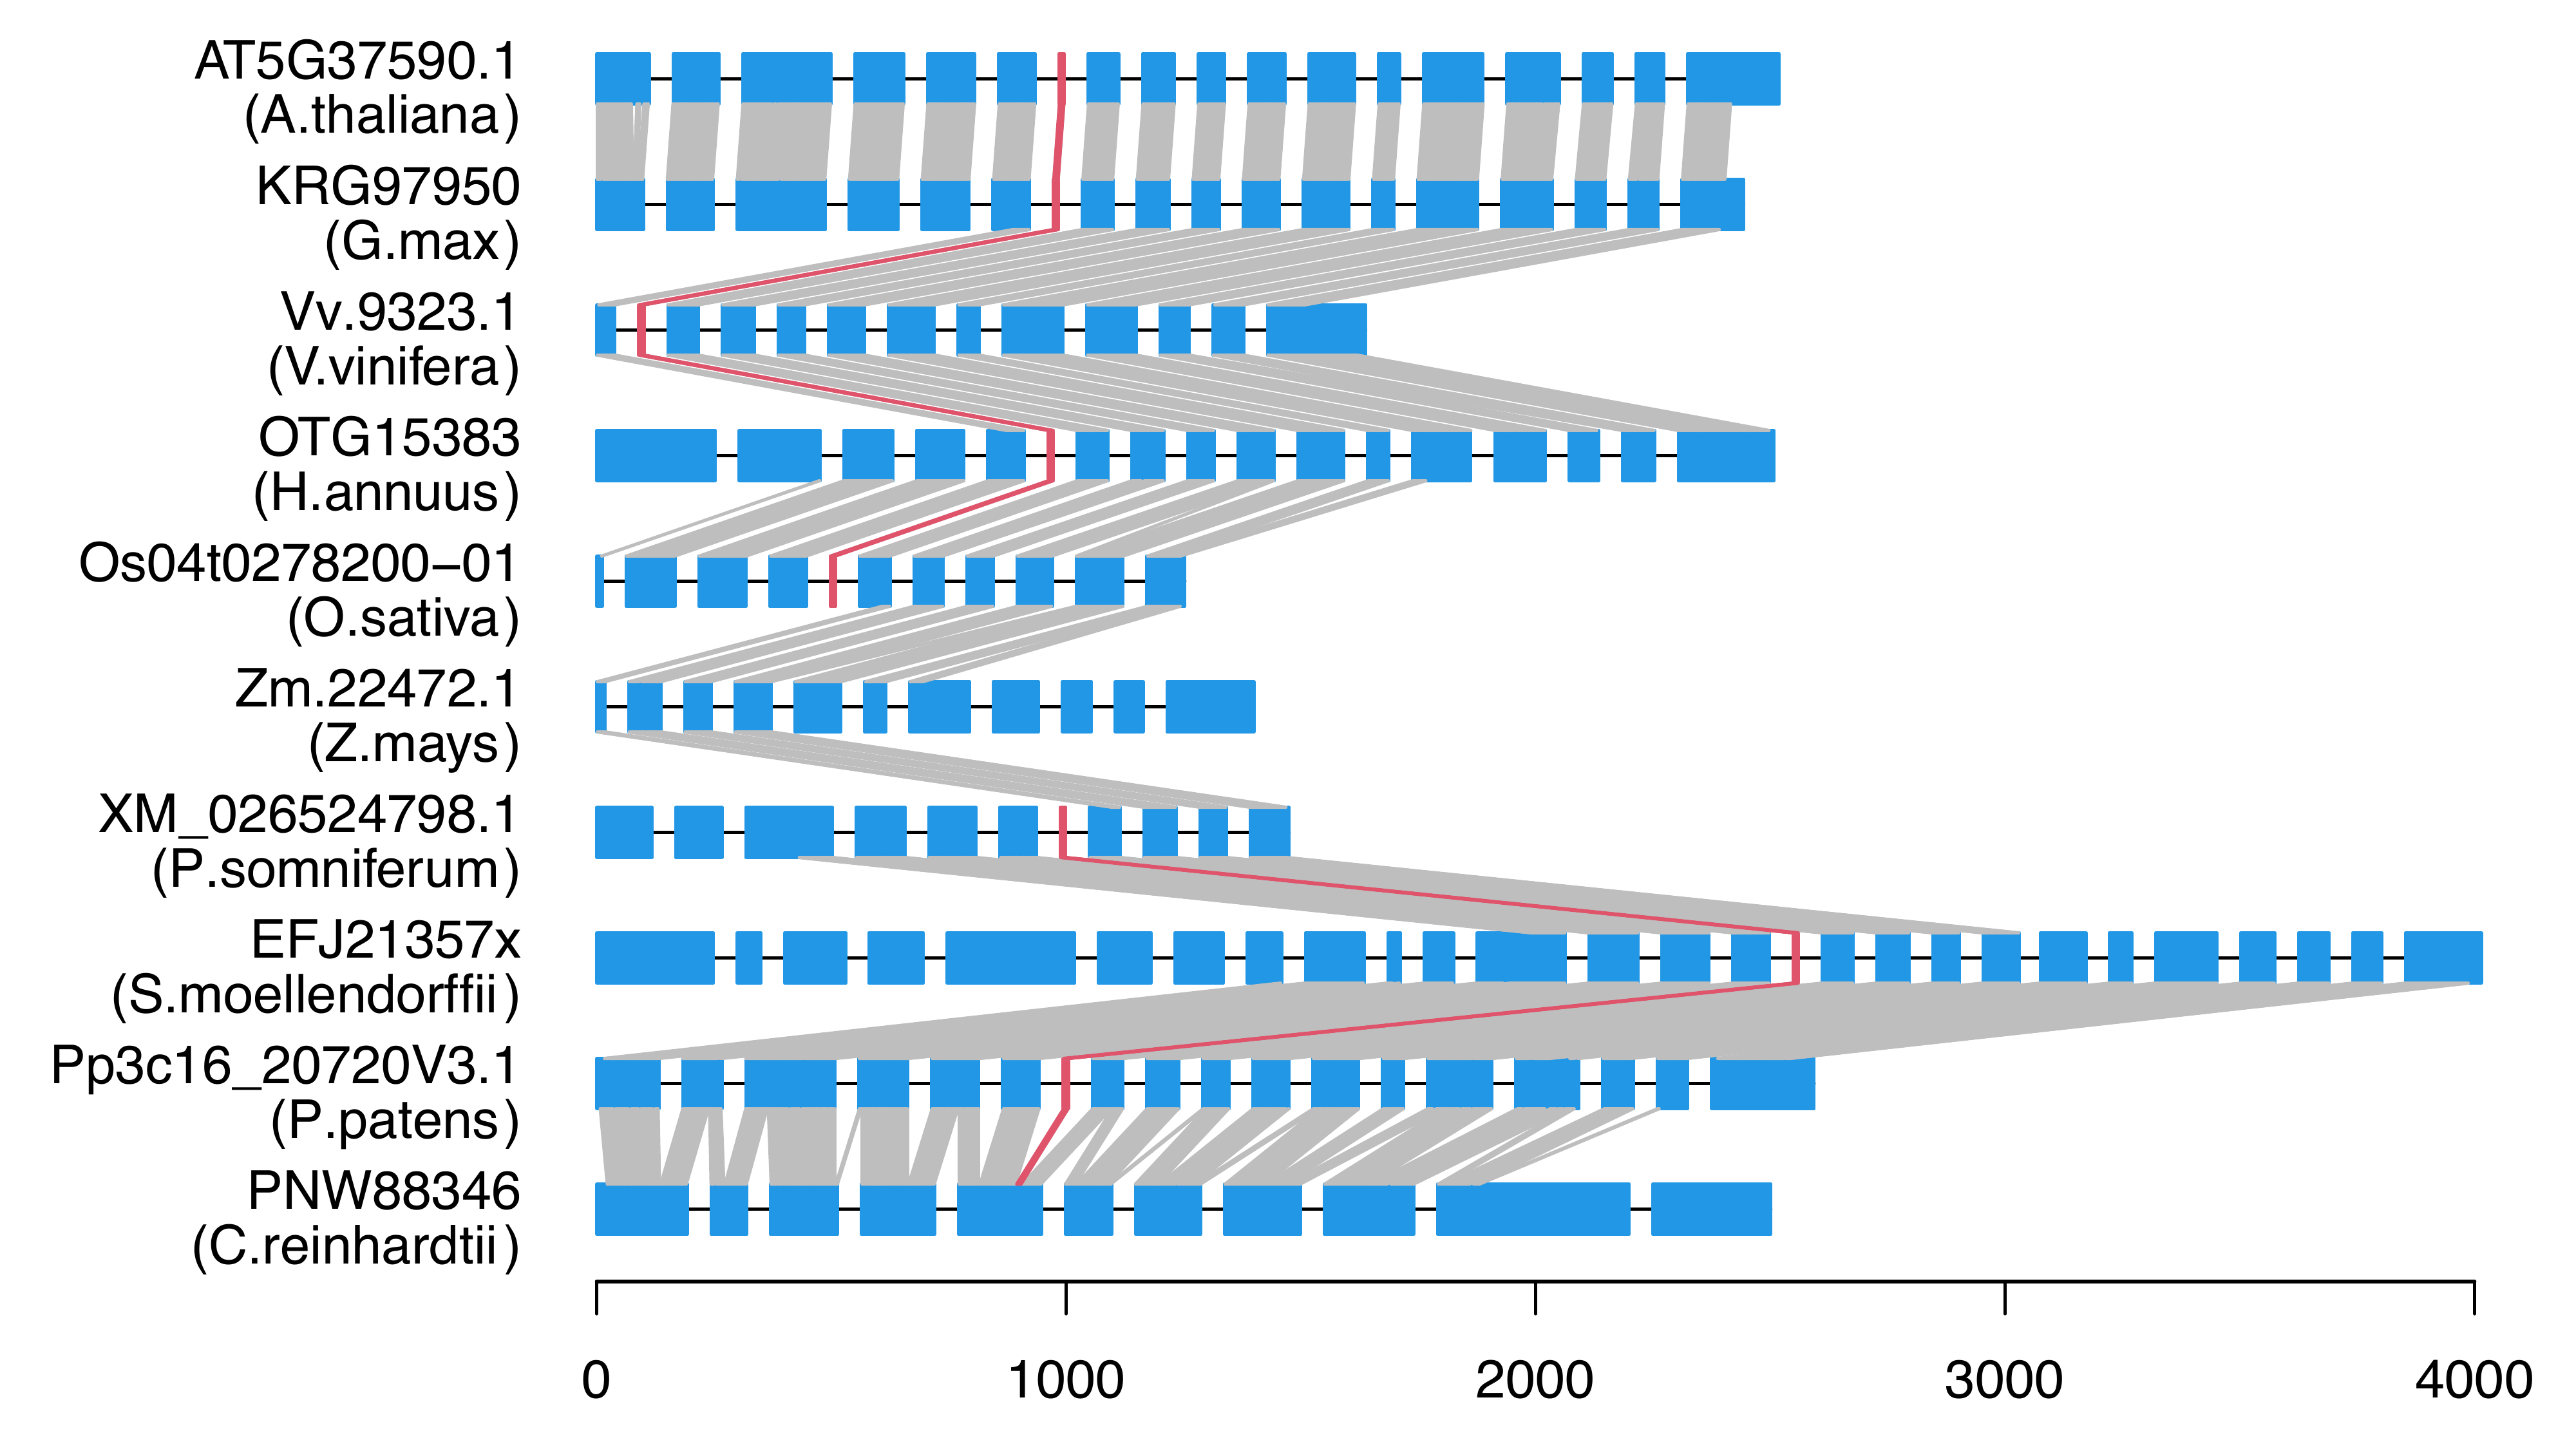 AT5G37590.1
(A.thaliana)
KRG97950
(G.max)
Vv.9323.1
(V.vinifera)
OTG15383
(H.annuus)
Os04t0278200−01
(O.sativa)
Zm.22472.1
(Z.mays)
XM_026524798.1
(P.somniferum)
EFJ21357x
(S.moellendorffii)
Pp3c16_20720V3.1
(P.patens)
PNW88346
(C.reinhardtii)
0 1000 2000 3000 4000